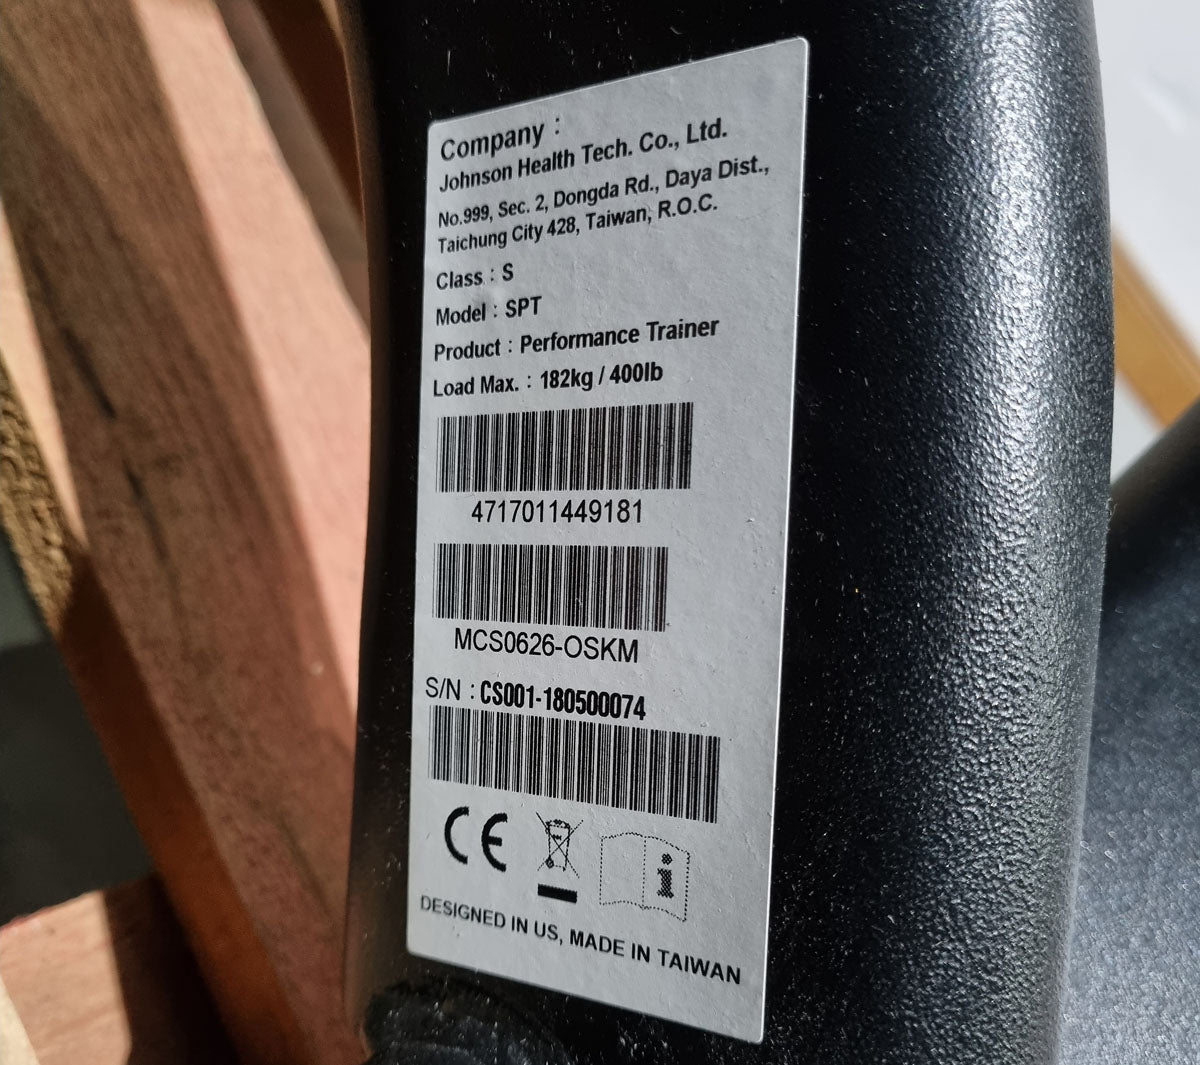 Company :
Johnson Health Tech. Co., Ltd.
No.999, Sec. 2, Dongda Rd., Daya Dist.,
Taichung City 428, Taiwan, R.O.C.
Class : S
Model : SPT
Product : Performance Trainer
Load Max. : 182kg / 400lb
4717011449181
MCS0626-OSKM
S/N : CS001-180500074
CE
i
DESIGNED IN US, MADE IN TAIWAN